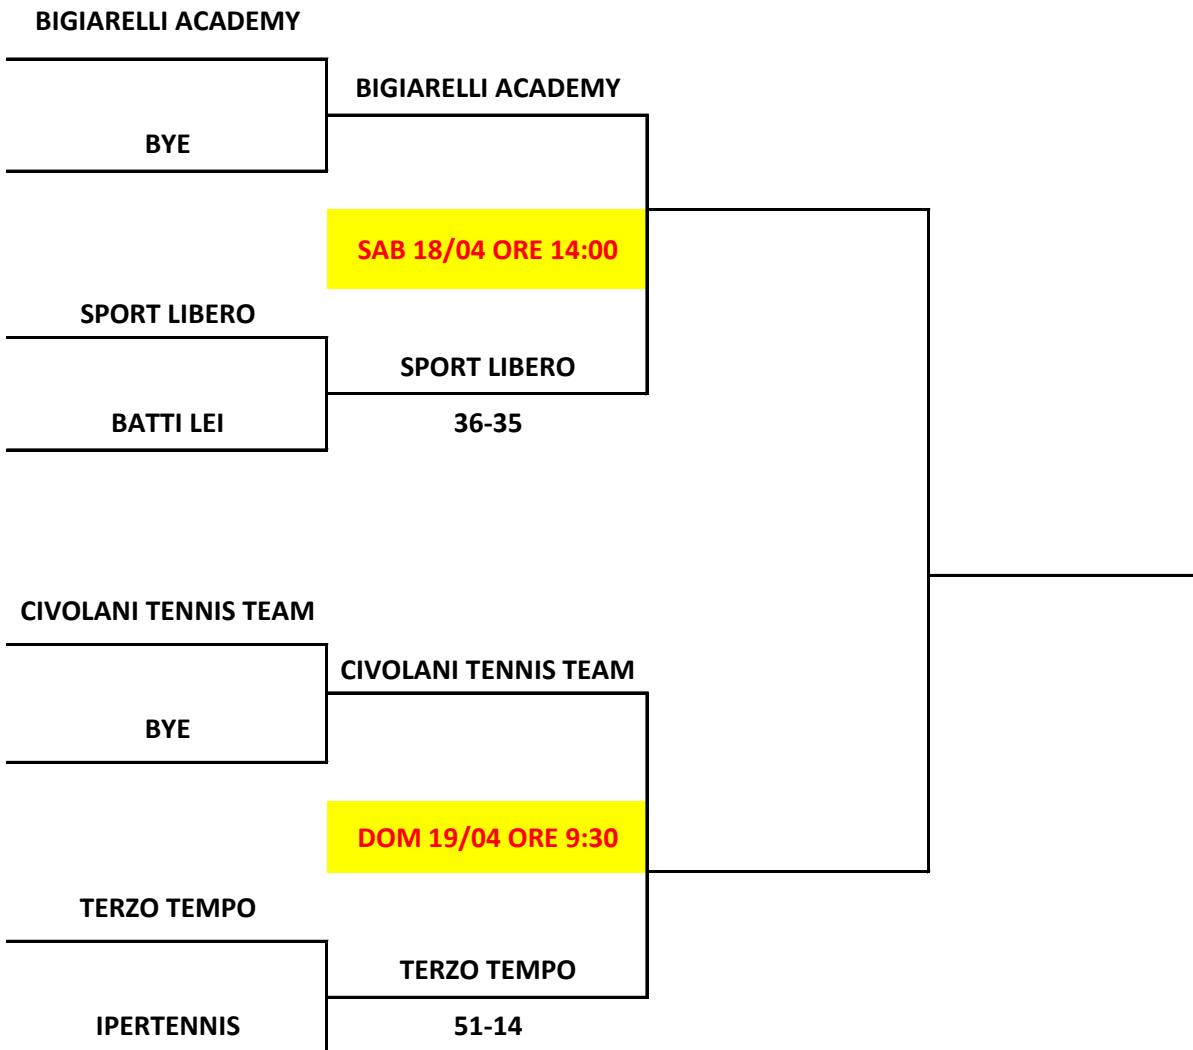 BIGIARELLI ACADEMY
BIGIARELLI ACADEMY
BYE
SAB 18/04 ORE 14:00
SPORT LIBERO
SPORT LIBERO
BATTI LEI
36-35
CIVOLANI TENNIS TEAM
CIVOLANI TENNIS TEAM
BYE
DOM 19/04 ORE 9:30
TERZO TEMPO
TERZO TEMPO
IPERTENNIS
51-14